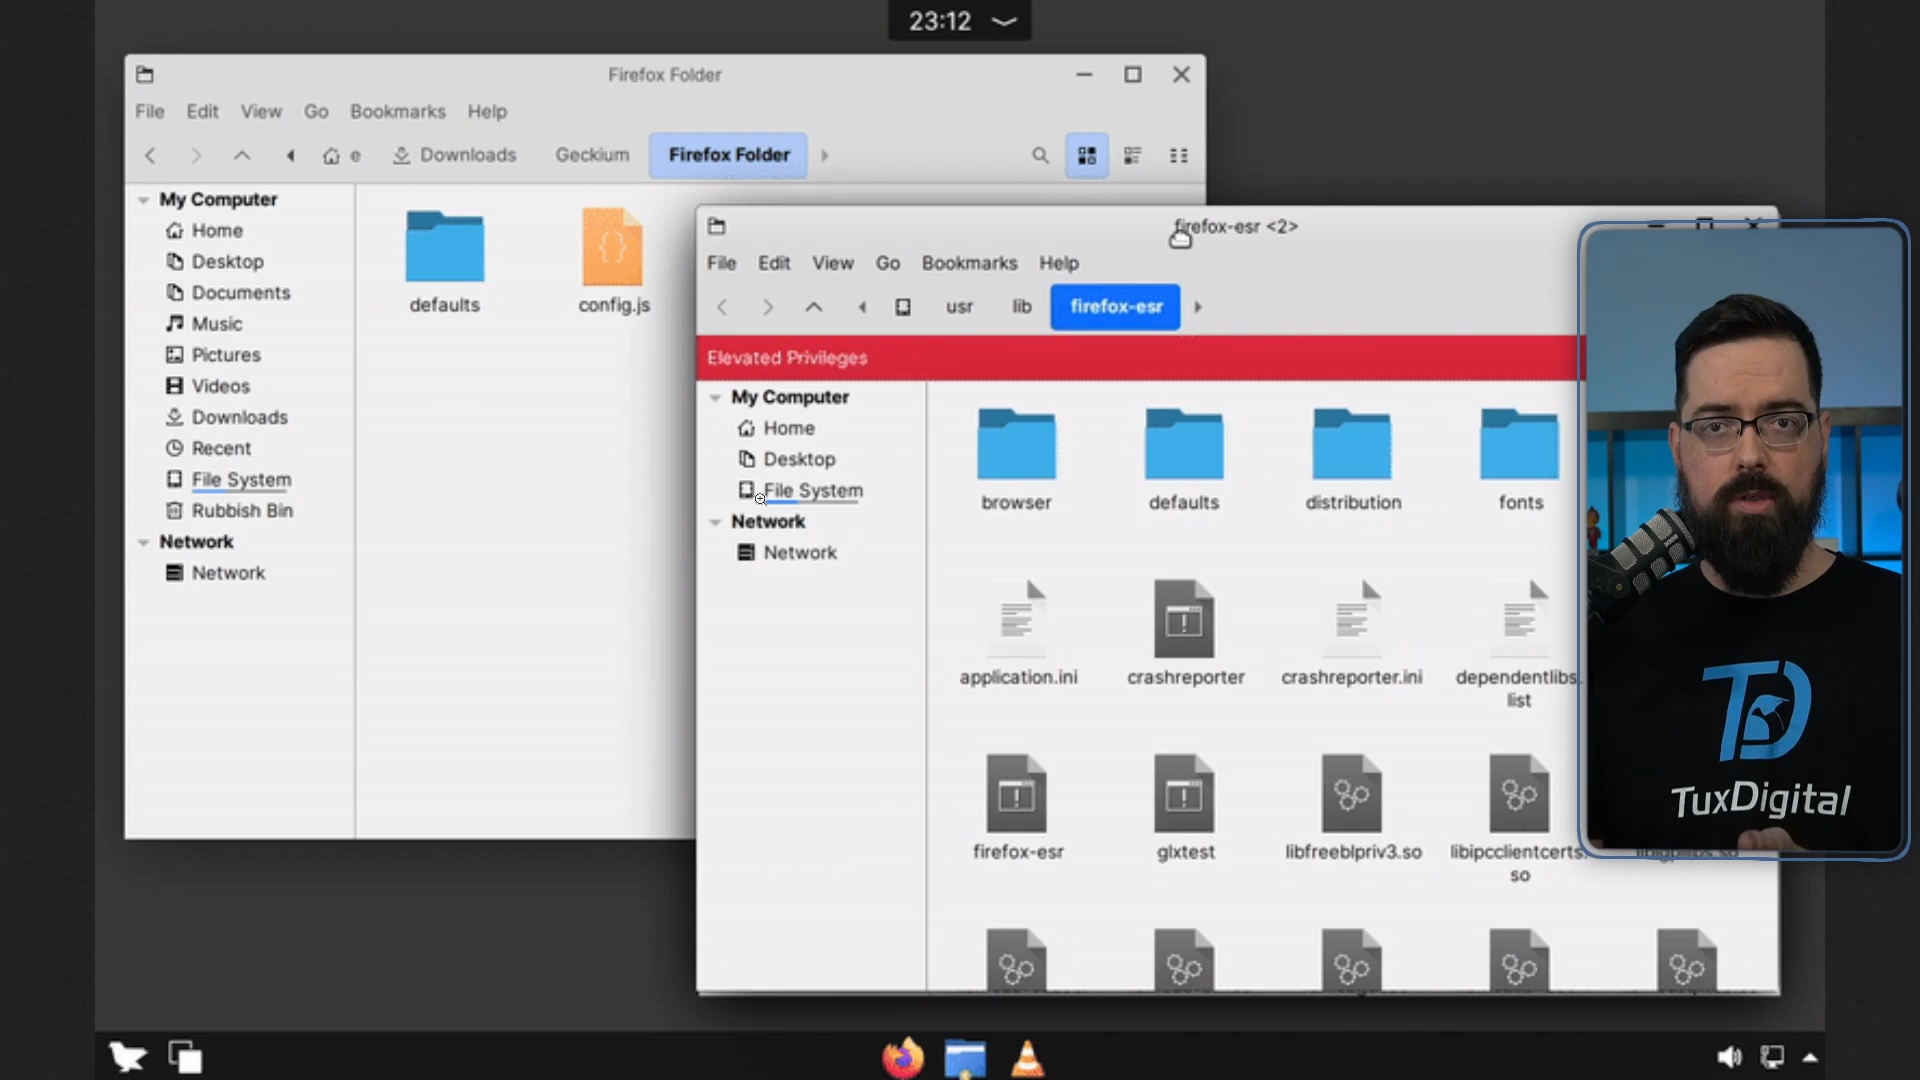 23:12
Firefox Folder
File Edit View Go Bookmarks Help
e Downloads Geckium Firefox Folder
My Computer
Home
Desktop
Documents
Music
Pictures
Videos
Downloads
Recent
File System
Rubbish Bin
Network
Network
defaults
config.js
firefox-esr <2>
File Edit View Go Bookmarks Help
usr lib firefox-esr
Elevated Privileges
My Computer
Home
Desktop
File System
Network
Network
browser
defaults
distribution
fonts
application.ini
crashreporter
crashreporter.ini
dependentlibs.
list
firefox-esr
glxtest
libfreeblpriv3.so
libipcclientcerts.
so
TD
TuxDigital